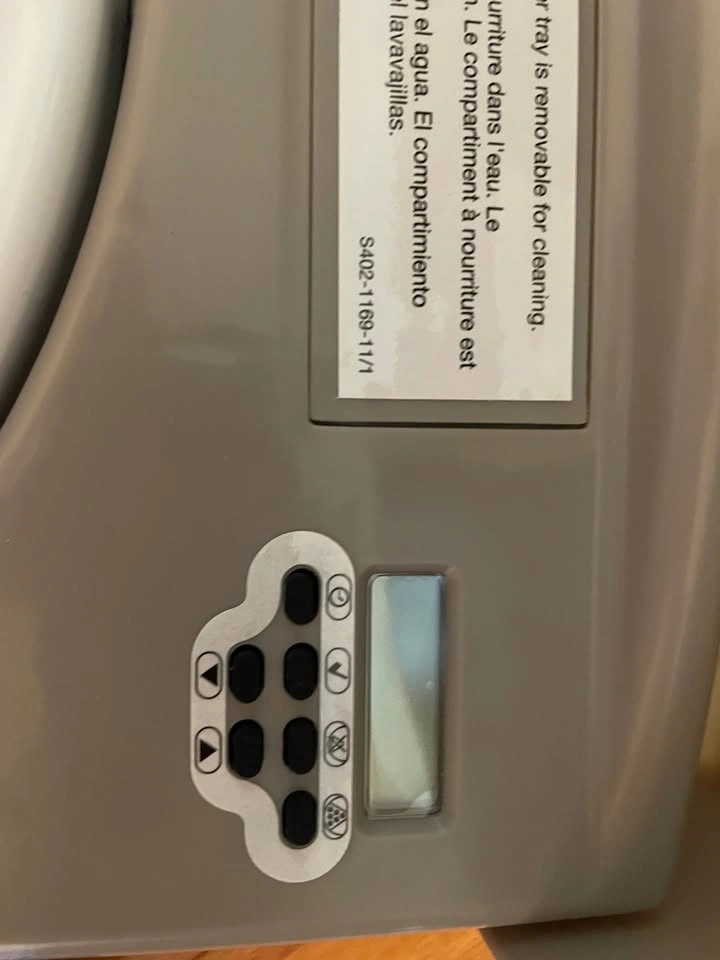 r tray is removable for cleaning.
urriture dans l'eau. Le
n. Le compartiment à nourriture est
n el agua. El compartimiento
l lavavajillas.
S402-1169-11/1